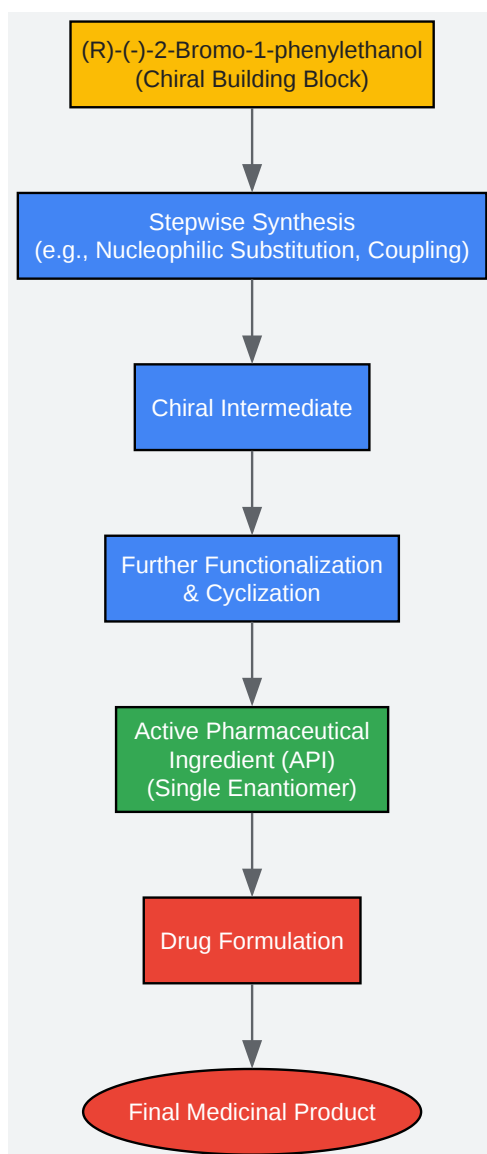 (R)-(-)-2-Bromo-1-phenylethanol
(Chiral Building Block)
Stepwise Synthesis
(e.g., Nucleophilic Substitution, Coupling)
Chiral Intermediate
Further Functionalization
& Cyclization
Active Pharmaceutical
Ingredient (API)
(Single Enantiomer)
Drug Formulation
Final Medicinal Product